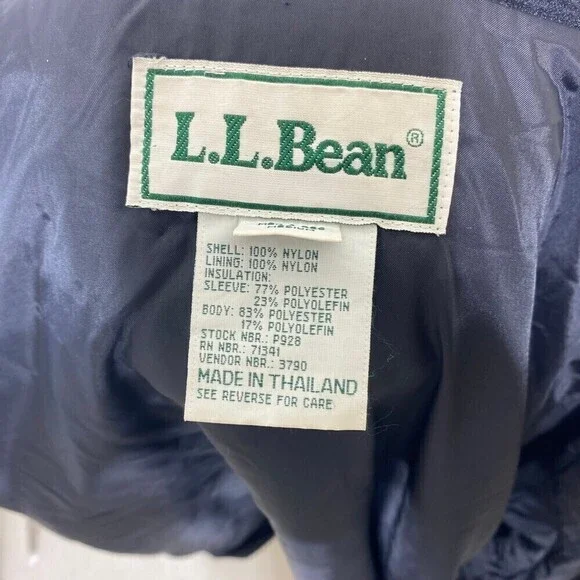 L.L.Bean®
SHELL: 100% NYLON
LINING: 100% NYLON
INSULATION:
SLEEVE: 77% POLYESTER
23% POLYOLEFIN
BODY: 83% POLYESTER
17% POLYOLEFIN
STOCK NBR.: P928
RN NBR.: 71341
VENDOR NBR.: 3790
MADE IN THAILAND
SEE REVERSE FOR CARE